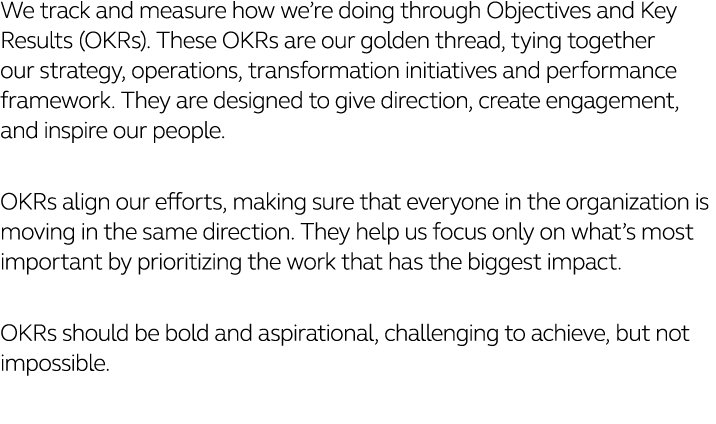 We track and measure how we’re doing through Objectives and Key
Results (OKRs). These OKRs are our golden thread, tying together
our strategy, operations, transformation initiatives and performance
framework. They are designed to give direction, create engagement,
and inspire our people.
OKRs align our efforts, making sure that everyone in the organization is
moving in the same direction. They help us focus only on what’s most
important by prioritizing the work that has the biggest impact.
OKRs should be bold and aspirational, challenging to achieve, but not
impossible.